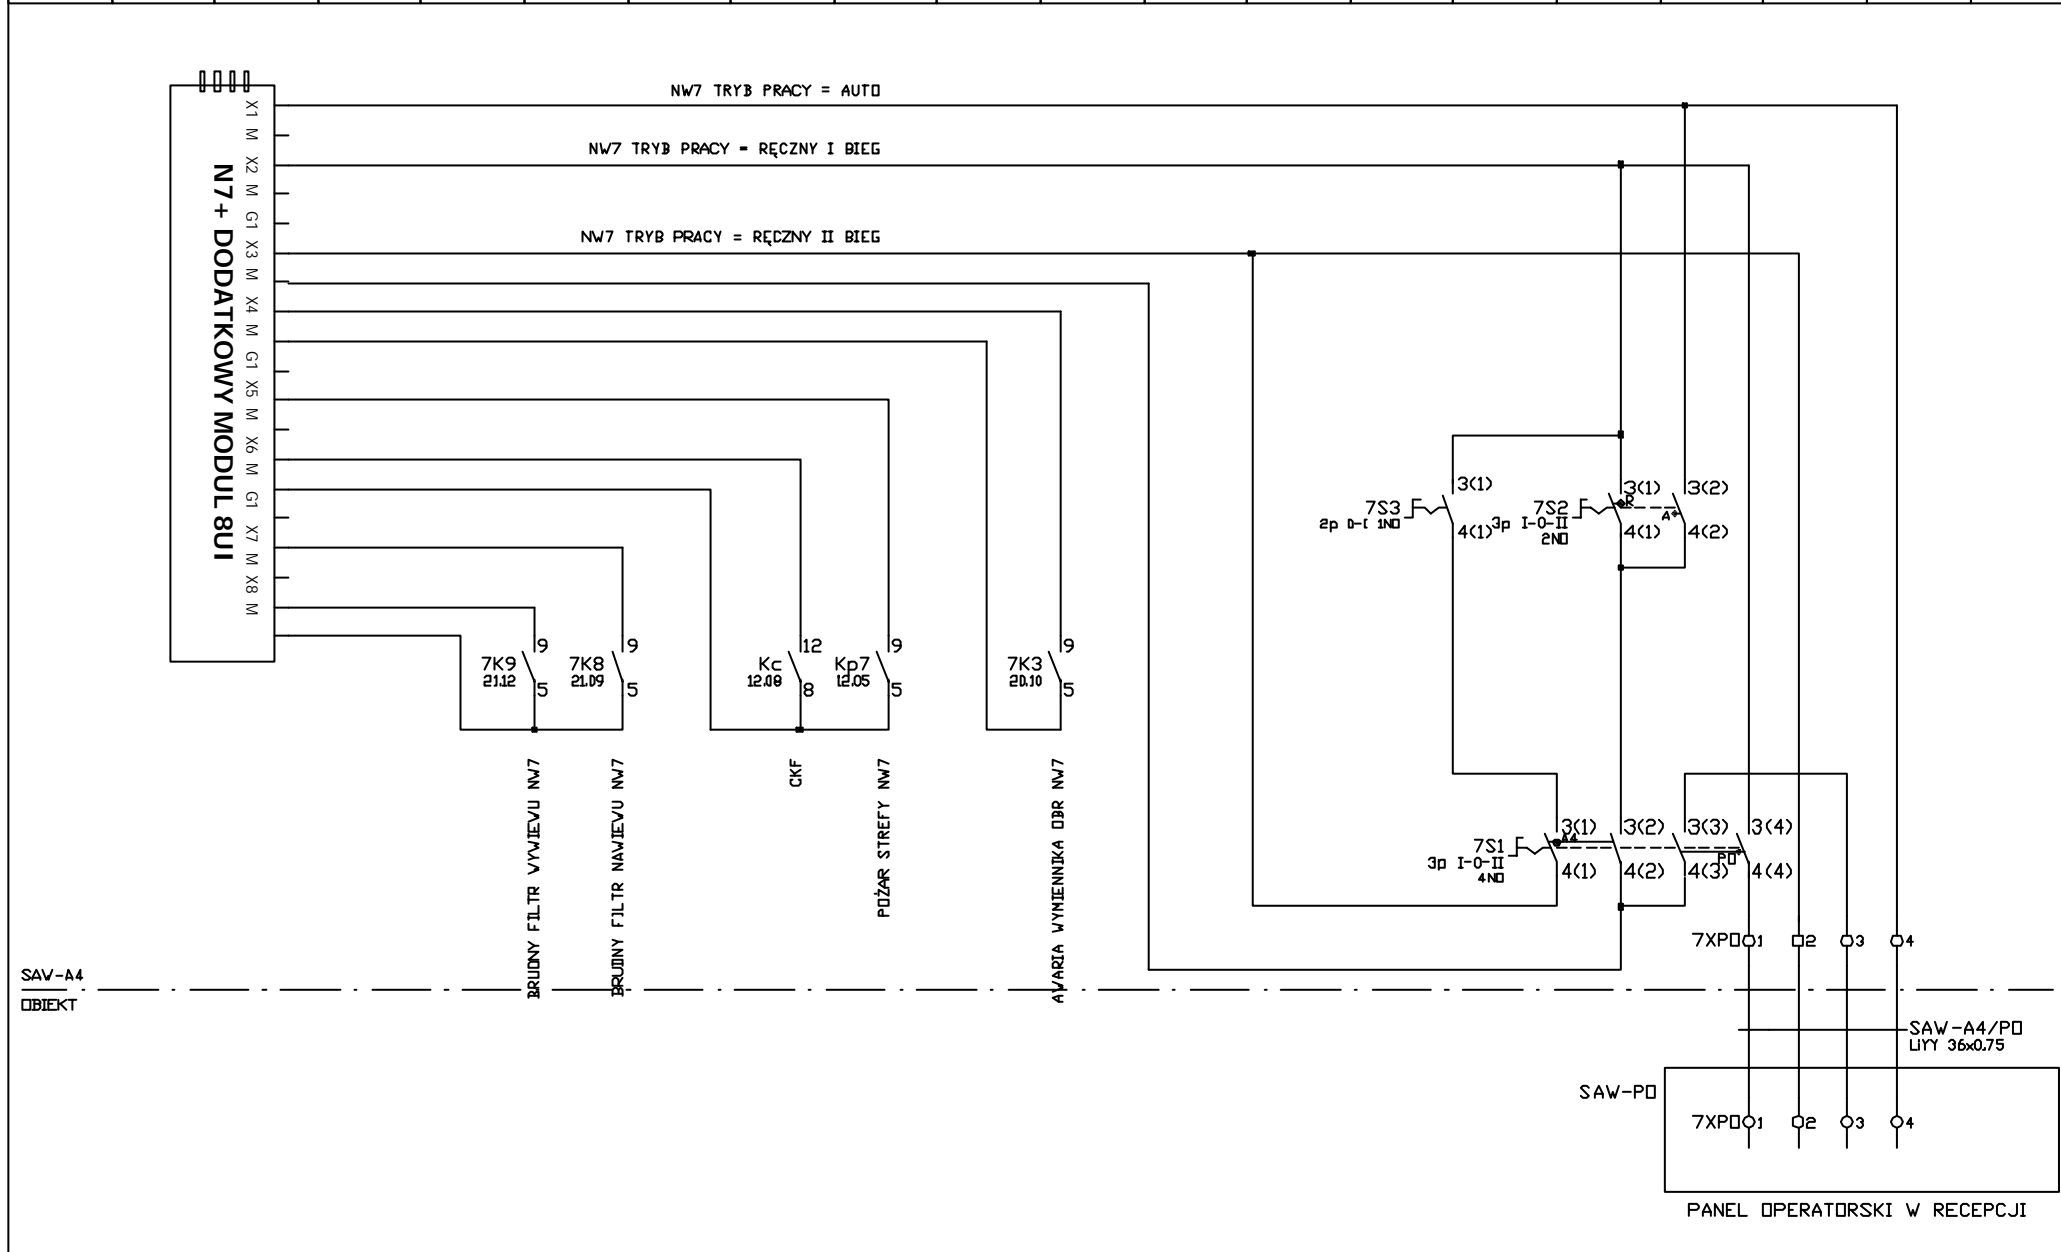 NW7 TRYB PRACY = AUTO
NW7 TRYB PRACY = RĘCZNY I BIEG
NW7 TRYB PRACY = RĘCZNY II BIEG
N7+ DODATKOWY MODUL 8UI
X1
M
X2
M
G1
X3
M
X4
M
G1
X5
M
X6
M
G1
X7
M
X8
M
3(1)
7S3
2p 0-I 1NO
4(1)
3(1)
R
3(2)
7S2
3p I-0-II
2NO
A
4(1)
4(2)
9
7K9
21.12
5
9
7K8
21.09
5
12
Kc
12.08
8
9
Kp7
12.05
5
9
7K3
20.10
5
BRUDNY FILTR WYWIEWU NW7
BRUDNY FILTR NAWIEWU NW7
CKF
POŻAR STREFY NW7
AWARIA WYMIENNIKA OBR NW7
3(1)
3(2)
3(3)
3(4)
A4
7S1
3p I-0-II
4NO
PO
4(1)
4(2)
4(3)
4(4)
7XPO 1 2 3 4
SAW-A4
OBIEKT
SAW-A4/PO
LiYY 36x0.75
SAW-PO
7XPO 1 2 3 4
PANEL OPERATORSKI W RECEPCJI